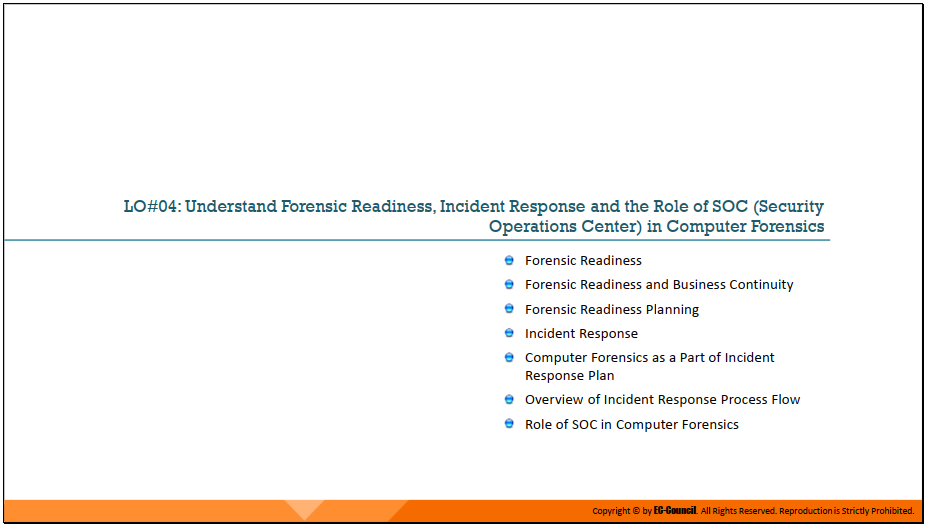 LO#04: Understand Forensic Readiness, Incident Response and the Role of SOC (Security
Operations Center) in Computer Forensics
Forensic Readiness
Forensic Readiness and Business Continuity
Forensic Readiness Planning
Incident Response
Computer Forensics as a Part of Incident
Response Plan
Overview of Incident Response Process Flow
Role of SOC in Computer Forensics
Copyright © by EC-Council. All Rights Reserved. Reproduction is Strictly Prohibited.